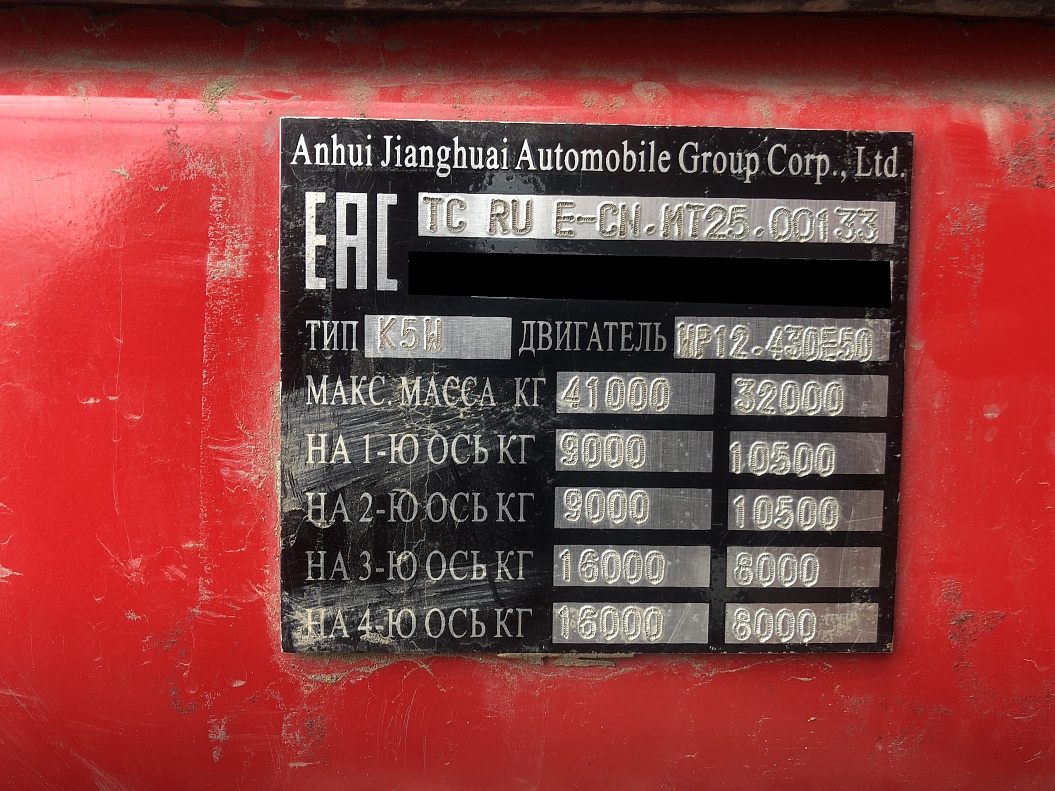 Anhui Jianghuai Automobile Group Corp., Ltd.
EAC TC RU E-CN.MT25.00133
ТИП K5W ДВИГАТЕЛЬ WP12.430E50
МАКС. МАССА КГ 41000 32000
НА 1-Ю ОСЬ КГ 9000 10500
НА 2-Ю ОСЬ КГ 9000 10500
НА 3-Ю ОСЬ КГ 16000 8000
НА 4-Ю ОСЬ КГ 16000 8000